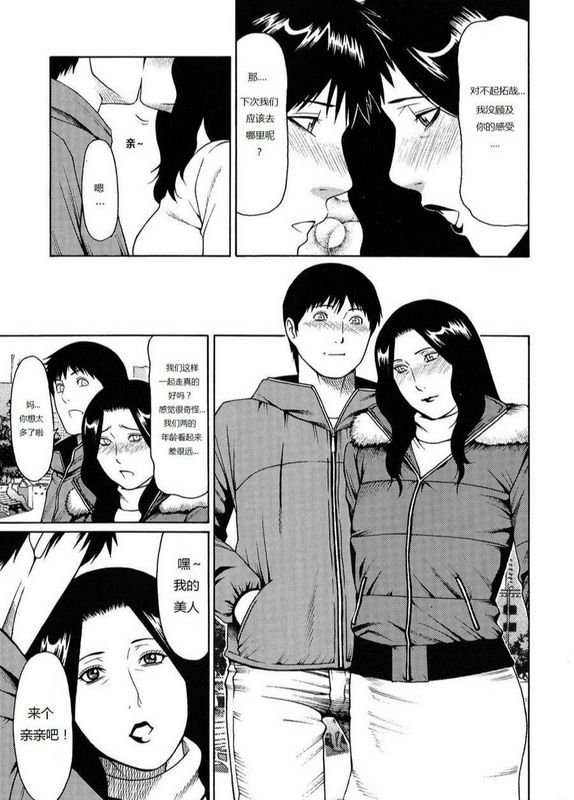 对不起拓哉...
我没顾及
你的感受
....
那....
下次我们
应该去
哪里呢
?
亲~
嗯
...
我们这样
一起走真的
好吗?
感觉很奇怪...
我们两的
年龄看起来
差很远...
妈...
你想太
多了啦
嘿~
我的
美人
来个
亲亲吧!